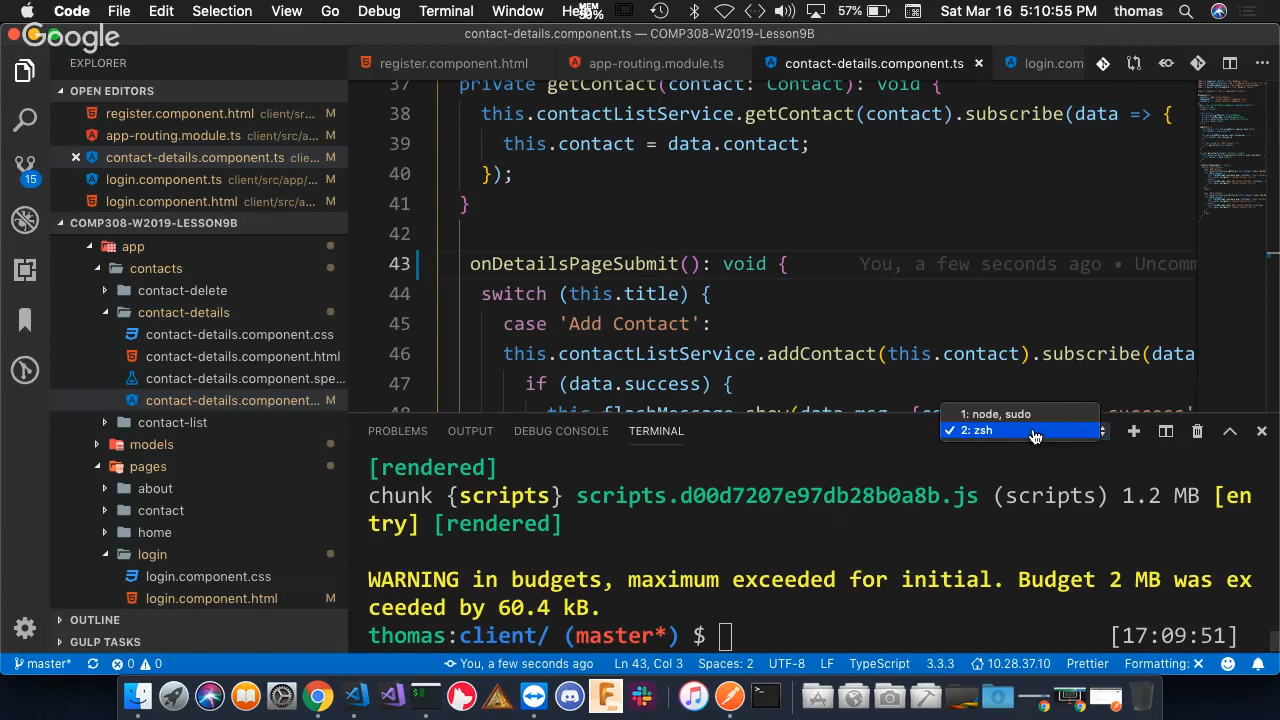 Code File Edit Selection View Go Debug Terminal Window Help MEM 50% 57% Sat Mar 16 5:10:55 PM thomas
Google
contact-details.component.ts — COMP308-W2019-LESSON9B
EXPLORER
register.component.html app-routing.module.ts contact-details.component.ts login.com
OPEN EDITORS
register.component.html client/sr... M
app-routing.module.ts client/src/a... M
contact-details.component.ts clie... M
login.component.ts client/src/app/... M
login.component.html client/src/a... M
15
COMP308-W2019-LESSON9B
app
contacts
contact-delete
contact-details
contact-details.component.css
contact-details.component.html
contact-details.component.spe...
contact-details.component... M
contact-list
models
pages
about
contact
home
login
login.component.css
login.component.html M
OUTLINE
GULP TASKS
37 private getContact(contact: Contact): void {
38 this.contactListService.getContact(contact).subscribe(data => {
39 this.contact = data.contact;
40 });
41 }
42
43 onDetailsPageSubmit(): void { You, a few seconds ago • Uncomm
44 switch (this.title) {
45 case 'Add Contact':
46 this.contactListService.addContact(this.contact).subscribe(data
47 if (data.success) {
48 this.flashMessage.show(data.msg,
1: node, sudo
2: zsh
PROBLEMS OUTPUT DEBUG CONSOLE TERMINAL
[rendered]
chunk {scripts} scripts.d00d7207e97db28b0a8b.js (scripts) 1.2 MB [en
try] [rendered]
WARNING in budgets, maximum exceeded for initial. Budget 2 MB was ex
ceeded by 60.4 kB.
thomas:client/ (master*) $ [17:09:51]
master* 0 0 You, a few seconds ago Ln 43, Col 3 Spaces: 2 UTF-8 LF TypeScript 3.3.3 10.28.37.10 Prettier Formatting: ✕